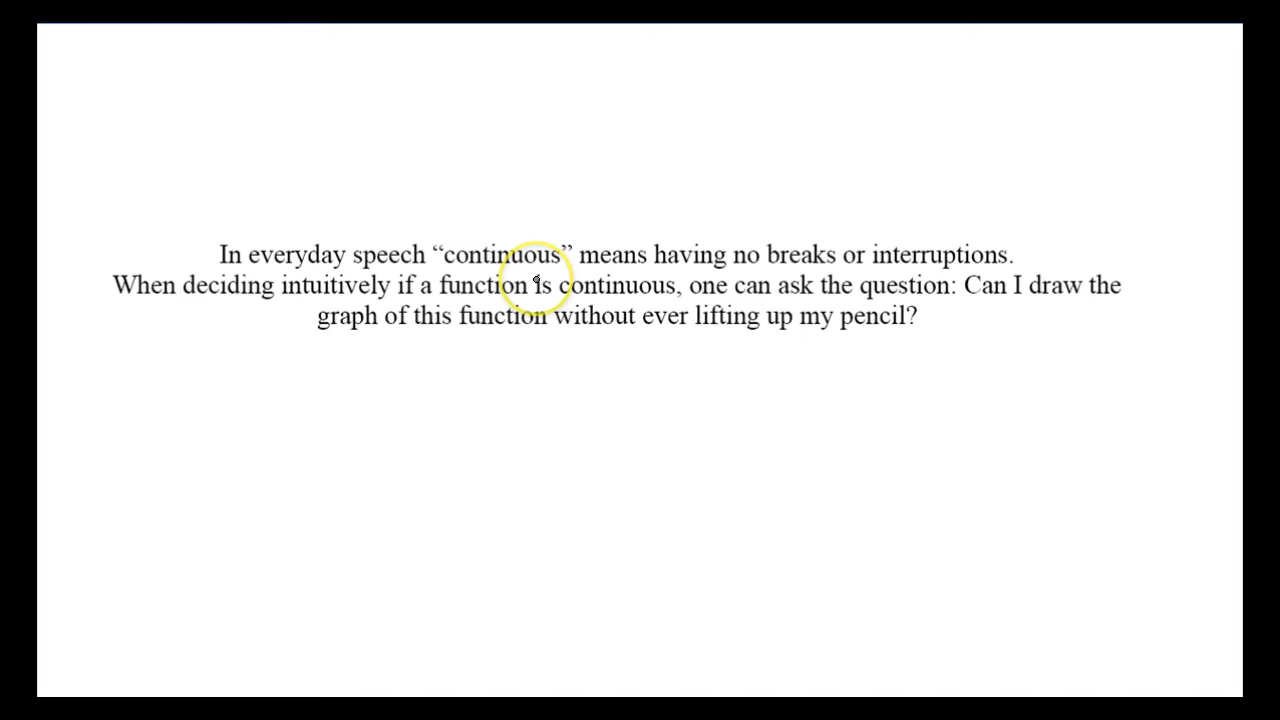 In everyday speech “continuous” means having no breaks or interruptions.
When deciding intuitively if a function is continuous, one can ask the question: Can I draw the
graph of this function without ever lifting up my pencil?